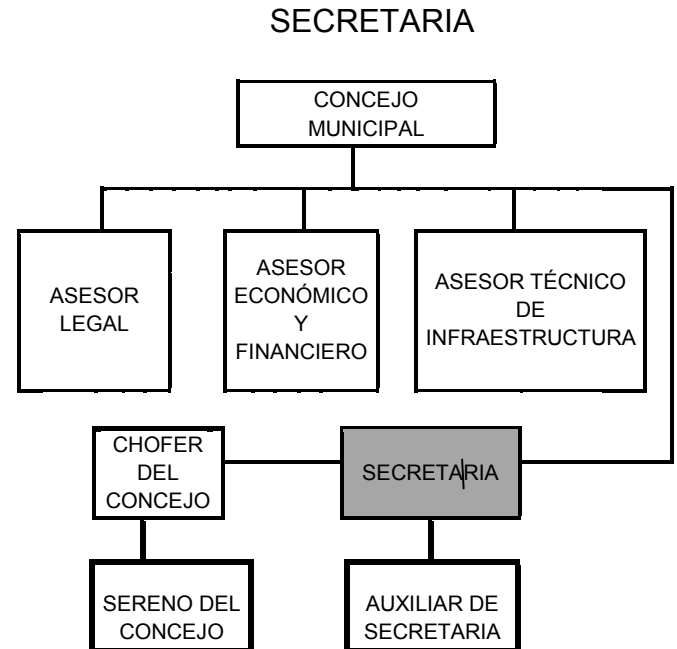 SECRETARIA
CONCEJO
MUNICIPAL
ASESOR
LEGAL
ASESOR
ECONÓMICO
Y
FINANCIERO
ASESOR TÉCNICO
DE
INFRAESTRUCTURA
CHOFER
DEL
CONCEJO
SECRETARIA
SERENO DEL
CONCEJO
AUXILIAR DE
SECRETARIA